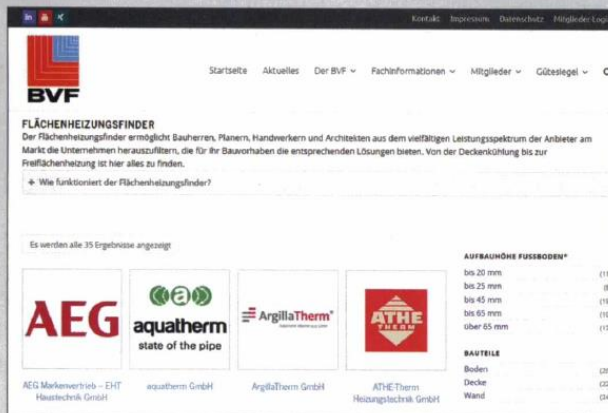 in
Kontakt Impressum Datenschutz Mitglieder Login
BVF
Startseite Aktuelles Der BVF Fachinformationen Mitglieder Gütesiegel
FLÄCHENHEIZUNGSFINDER
Der Flächenheizungsfinder ermöglicht Bauherren, Planern, Handwerkern und Architekten aus dem vielfältigen Leistungsspektrum der Anbieter am
Markt die Unternehmen herauszufiltern, die für Ihr Bauvorhaben die entsprechenden Lösungen bieten. Von der Deckenkühlung bis zur
Freiflächenheizung ist hier alles zu finden.
+ Wie funktioniert der Flächenheizungsfinder?
Es werden alle 35 Ergebnisse angezeigt
AEG
aquatherm
state of the pipe
ArgillaTherm
ATHE
THERM
AEG Markenvertrieb – EHT
Haustechnik GmbH
aquatherm GmbH
ArgillaTherm GmbH
ATHE-Therm
Heizungstechnik GmbH
AUFBAUHÖHE FUSSBODEN*
bis 20 mm
bis 25 mm
bis 45 mm
bis 65 mm
über 65 mm
BAUTEILE
Boden
Decke
Wand